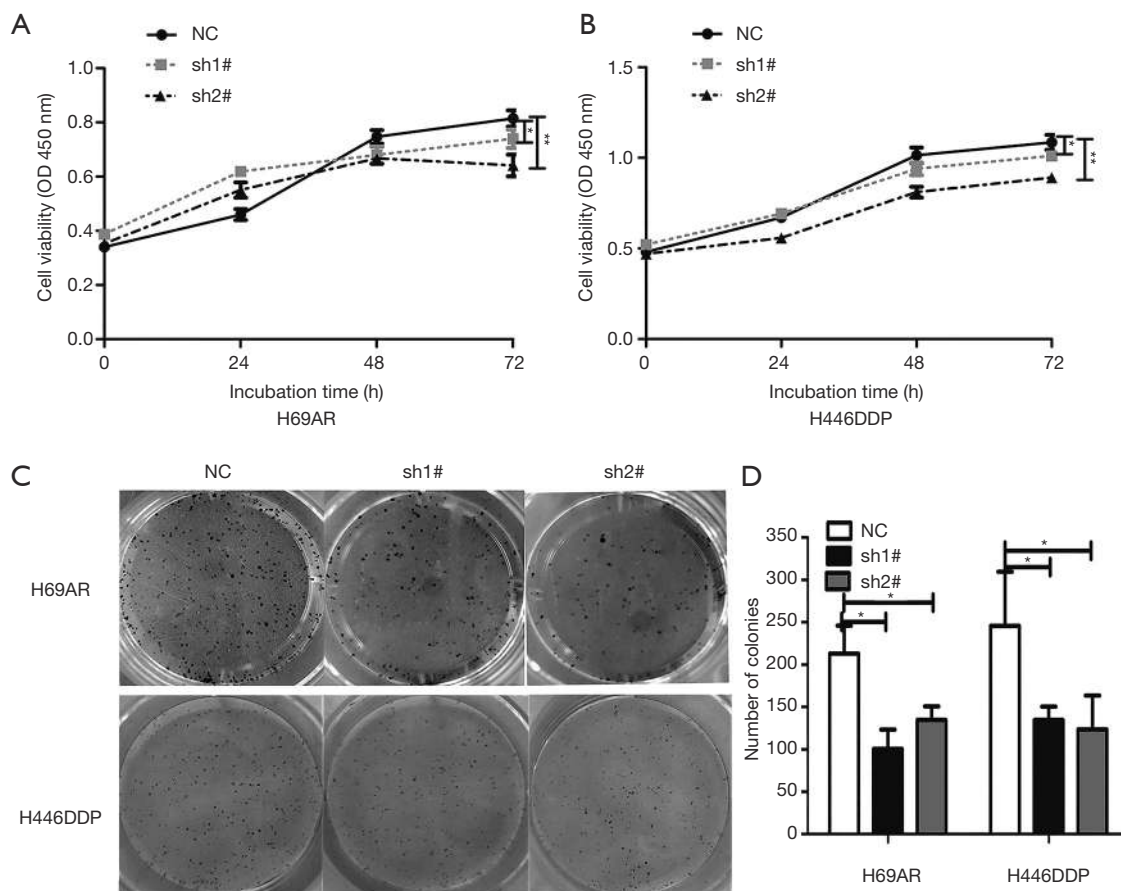 A
NC
sh1#
sh2#
1.0
0.8
0.6
0.4
0.2
0.0
Cell viability (OD 450 nm)
*
**
0
24
48
72
Incubation time (h)
H69AR
B
NC
sh1#
sh2#
1.5
1.0
0.5
0.0
Cell viability (OD 450 nm)
*
**
0
24
48
72
Incubation time (h)
H446DDP
C
NC
sh1#
sh2#
H69AR
H446DDP
D
NC
sh1#
sh2#
350
300
250
200
150
100
50
0
Number of colonies
*
*
*
*
H69AR
H446DDP